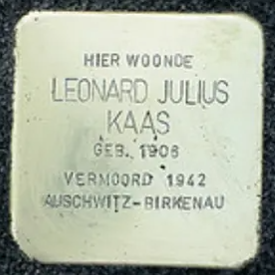 HIER WOONDE
LEONARD JULIUS
KAAS
GEB. 1906
VERMOORD 1942
AUSCHWITZ-BIRKENAU